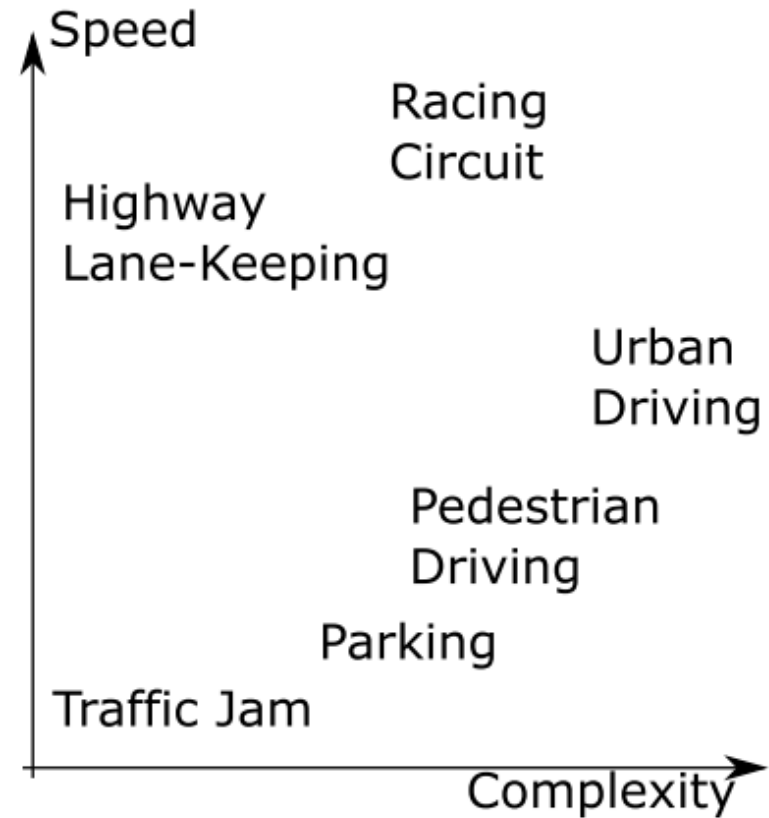 Speed
Racing
Circuit
Highway
Lane-Keeping
Urban
Driving
Pedestrian
Driving
Parking
Traffic Jam
Complexity